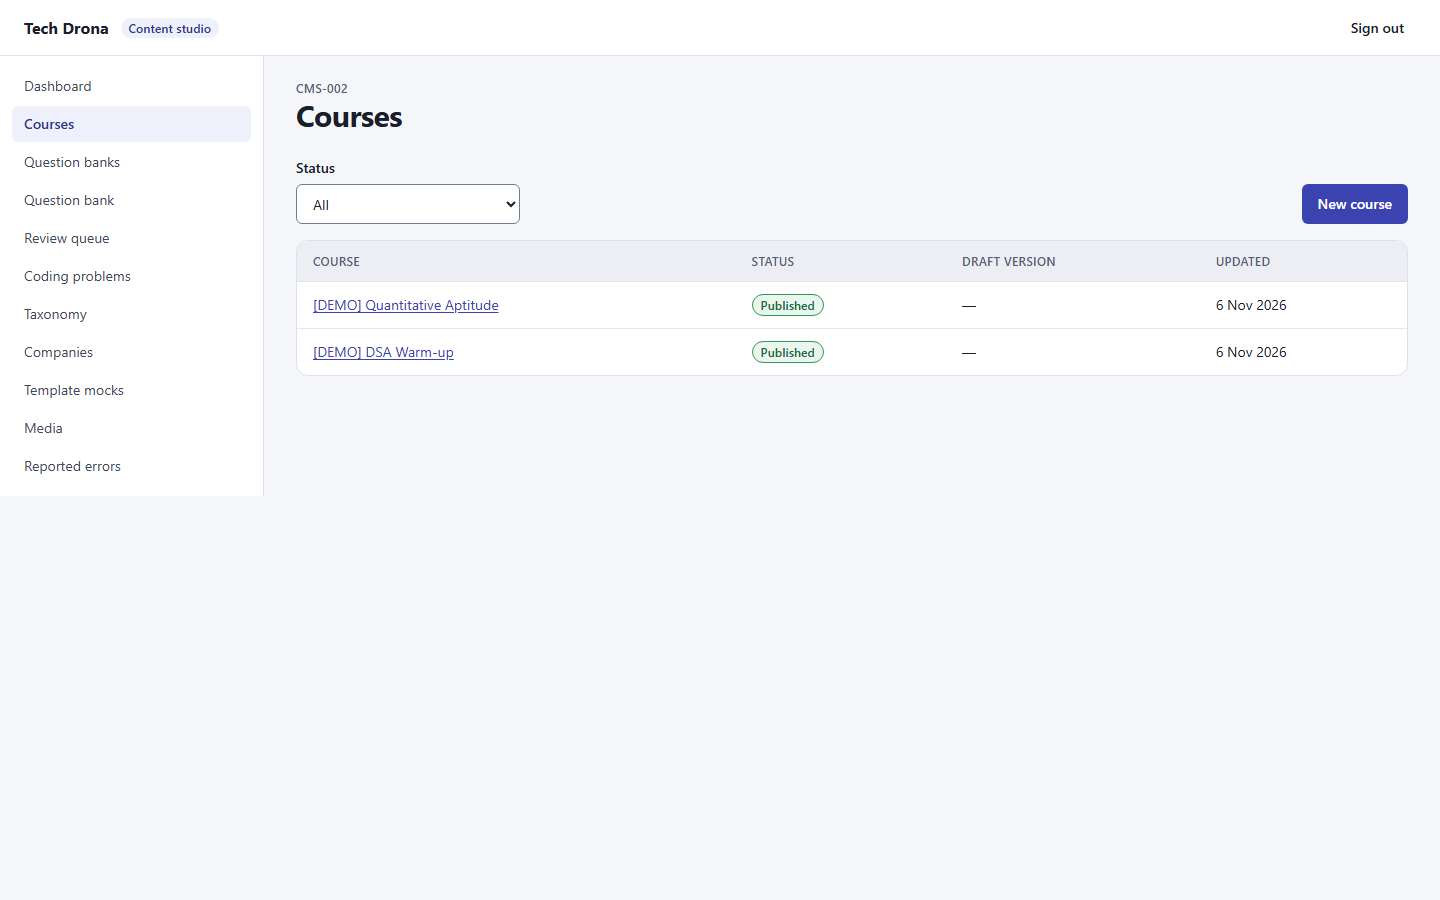 Tech Drona Content studio Sign out
Dashboard
Courses
Question banks
Question bank
Review queue
Coding problems
Taxonomy
Companies
Template mocks
Media
Reported errors
CMS-002
Courses
Status
All
New course
COURSE STATUS DRAFT VERSION UPDATED
[DEMO] Quantitative Aptitude Published — 6 Nov 2026
[DEMO] DSA Warm-up Published — 6 Nov 2026